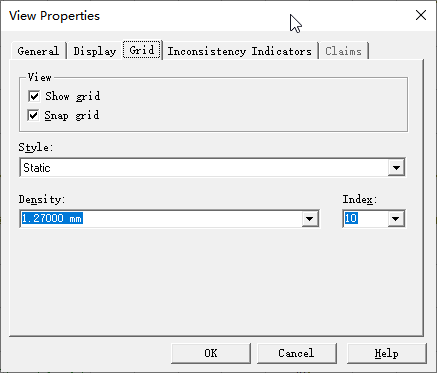 View Properties
General Display Grid Inconsistency Indicators Claims
View
Show grid
Snap grid
Style:
Static
Density: Index:
1.27000 mm 10
OK Cancel Help